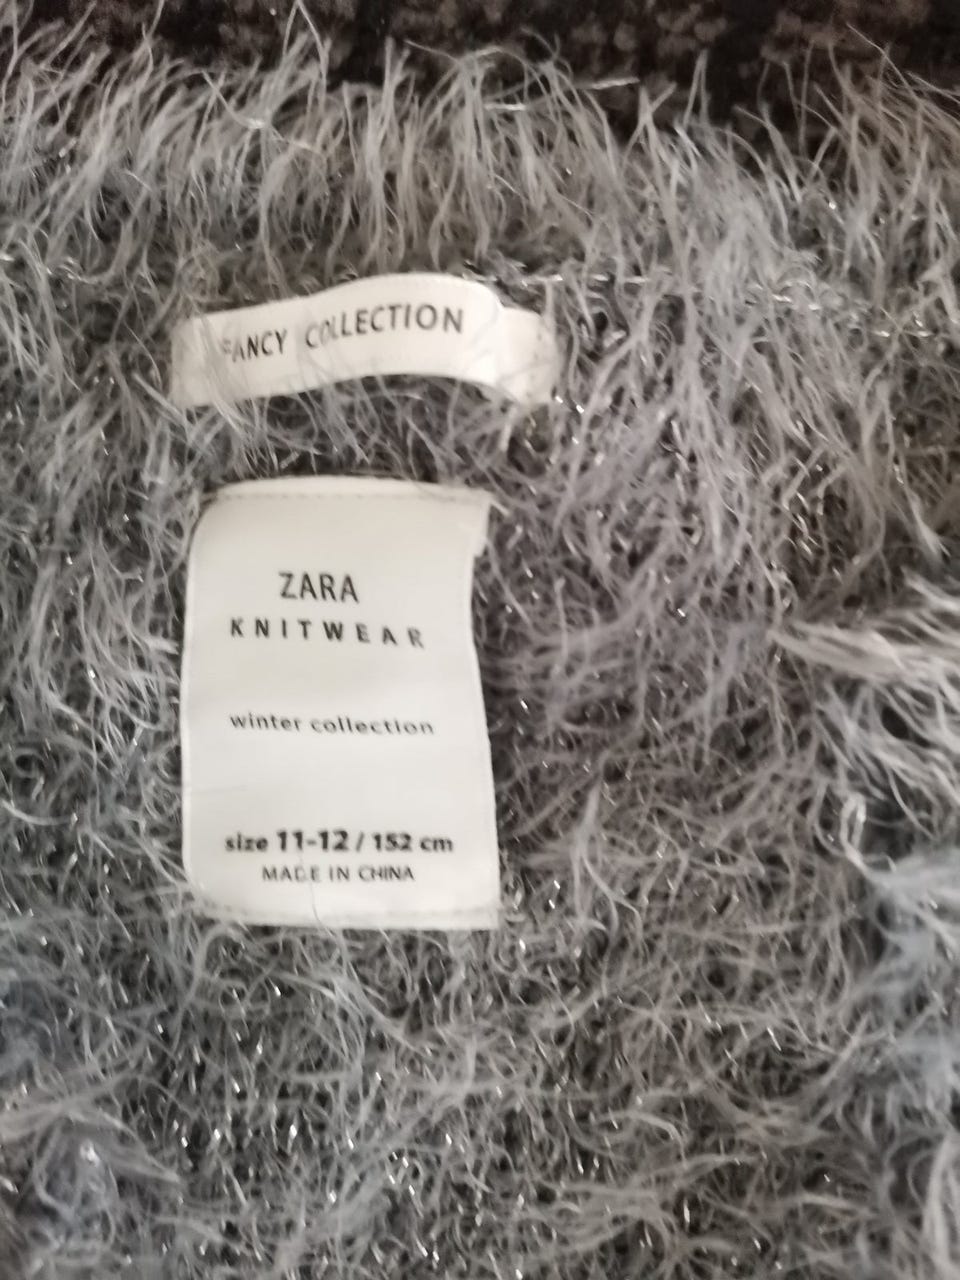 FANCY COLLECTION
ZARA
KNITWEAR
winter collection
size 11-12 / 152 cm
MADE IN CHINA